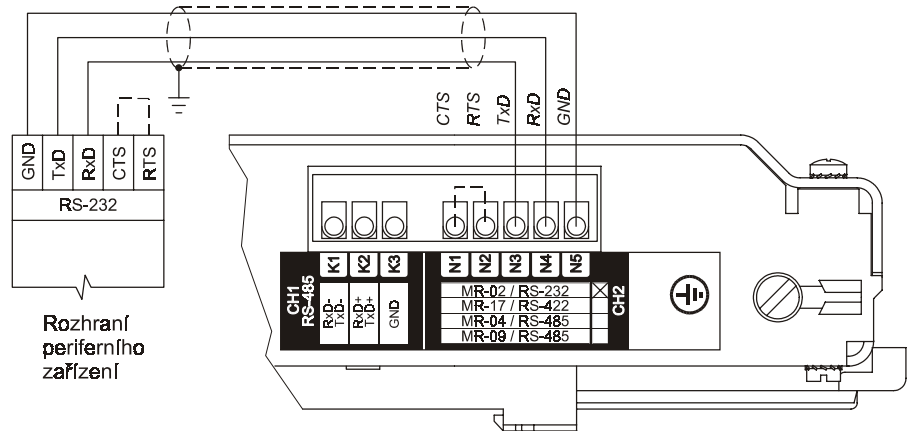 CTS
RTS
TxD
RxD
GND
GND
TxD
RxD
CTS
RTS
RS-232
Rozhraní
periferního
zařízení
CH1
RS-485
K1
K2
K3
RxD-
TxD-
RxD+
TxD+
GND
N1
N2
N3
N4
N5
MR-02 / RS-232
MR-17 / RS-422
MR-04 / RS-485
MR-09 / RS-485
CH2